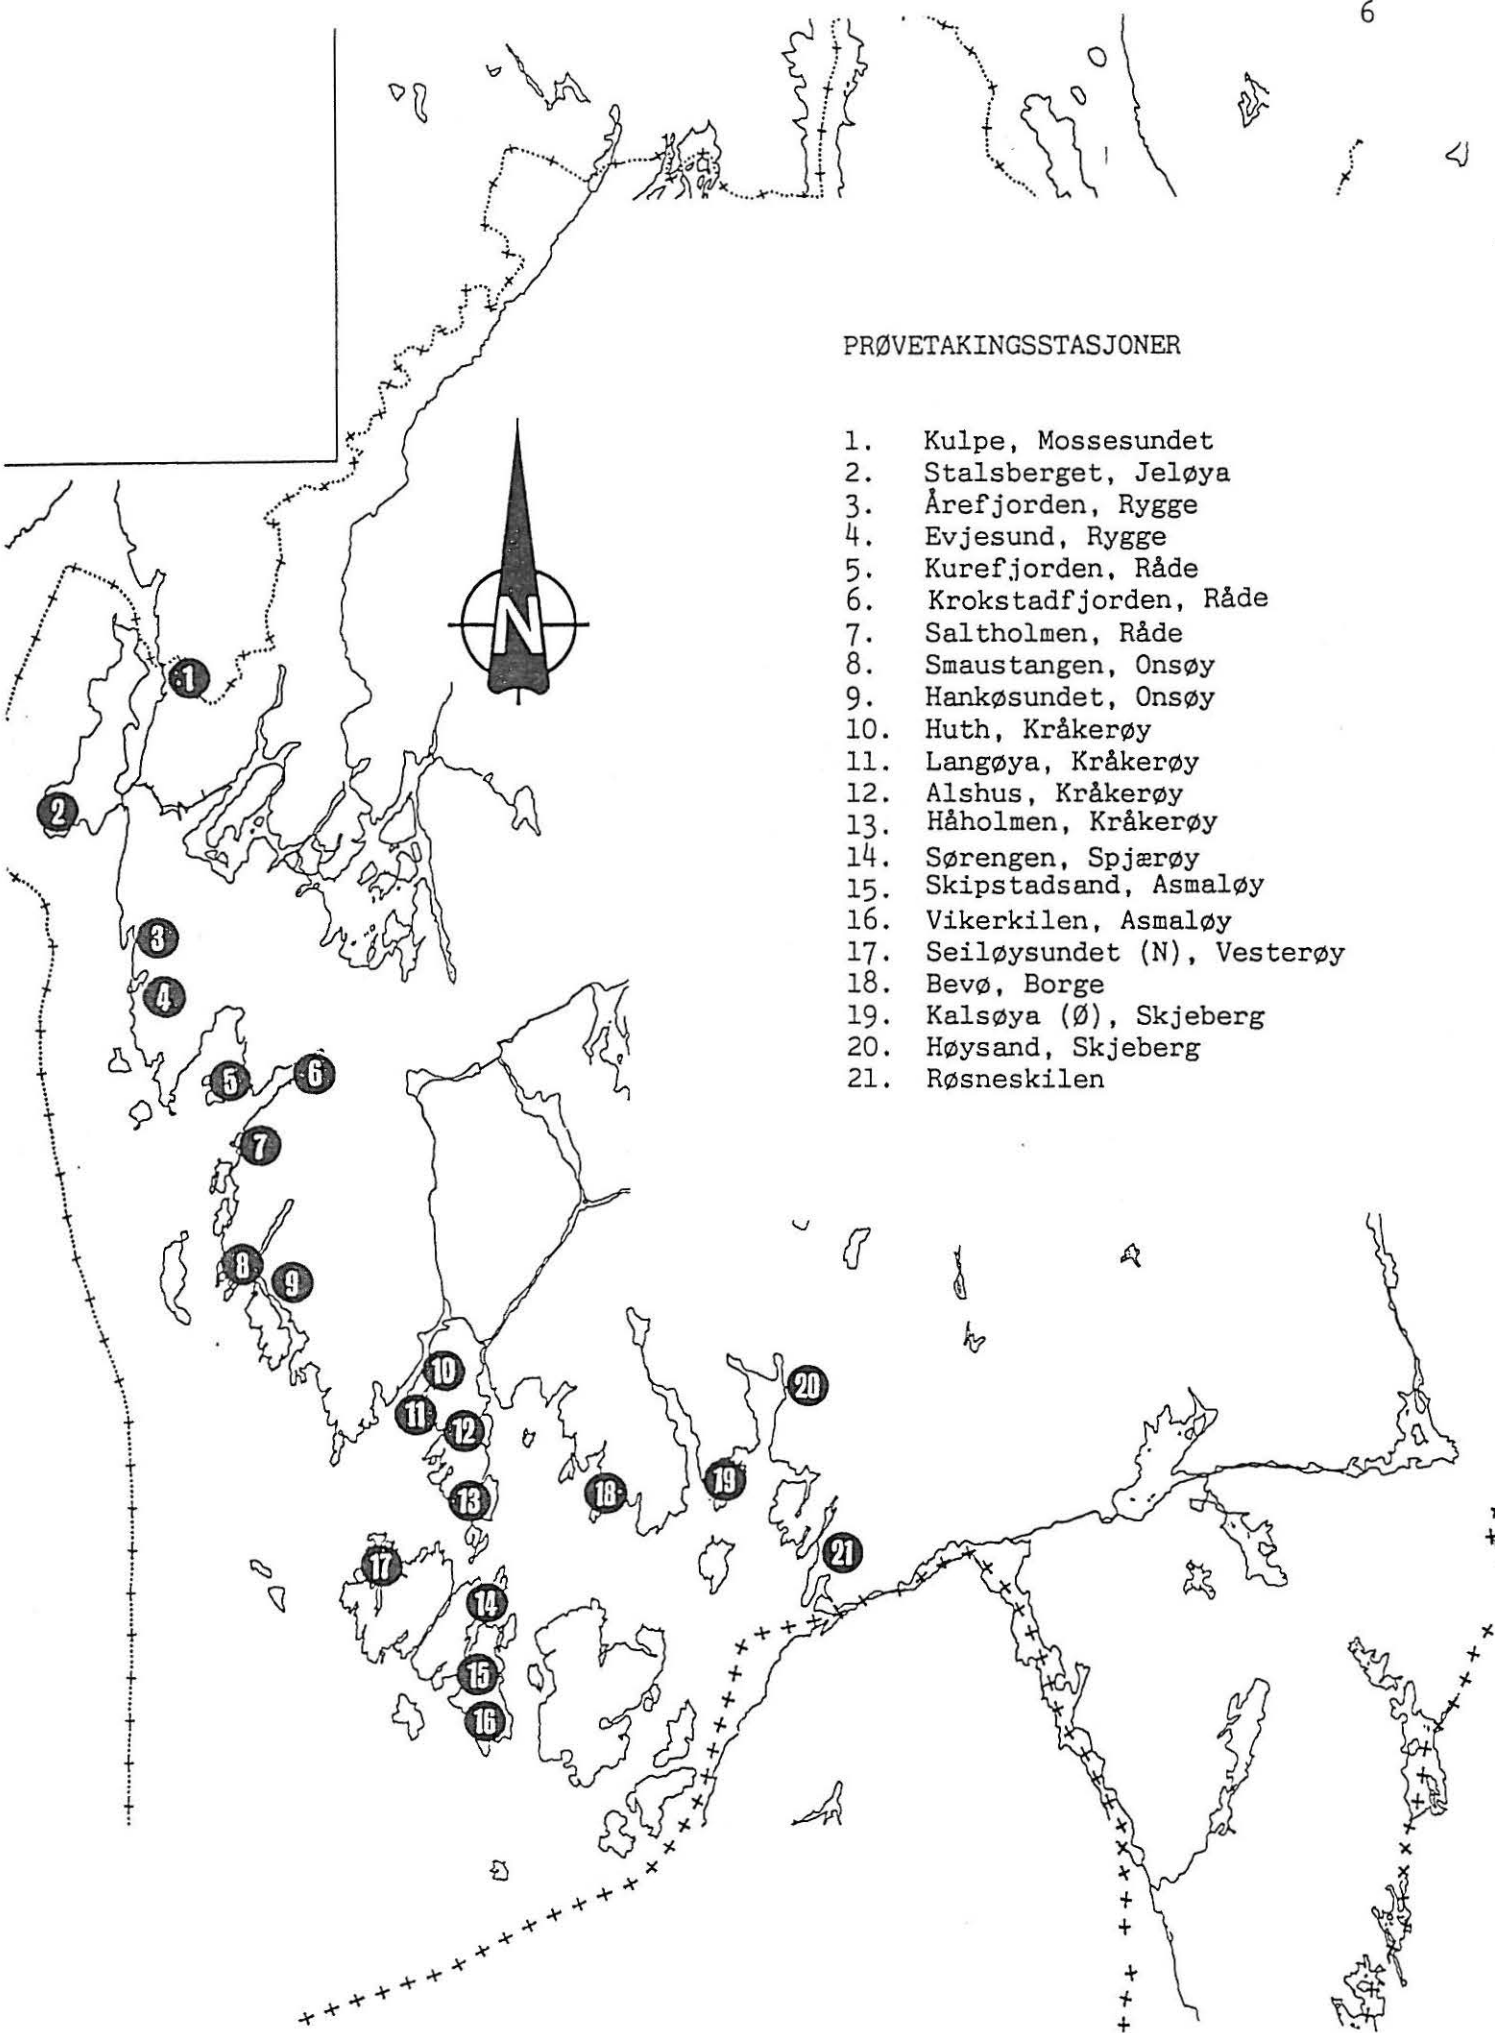 6
PRØVETAKINGSSTASJONER
1. Kulpe, Mossesundet
2. Stalsberget, Jeløya
3. Årefjorden, Rygge
4. Evjesund, Rygge
5. Kurefjorden, Råde
6. Krokstadfjorden, Råde
7. Saltholmen, Råde
8. Smaustangen, Onsøy
9. Hankøsundet, Onsøy
10. Huth, Kråkerøy
11. Langøya, Kråkerøy
12. Alshus, Kråkerøy
13. Håholmen, Kråkerøy
14. Sørengen, Spjærøy
15. Skipstadsand, Asmaløy
16. Vikerkilen, Asmaløy
17. Seiløysundet (N), Vesterøy
18. Bevø, Borge
19. Kalsøya (Ø), Skjeberg
20. Høysand, Skjeberg
21. Røsneskilen
N
1
2
3
4
5
6
7
8
9
10
11
12
13
14
15
16
17
18
19
20
21